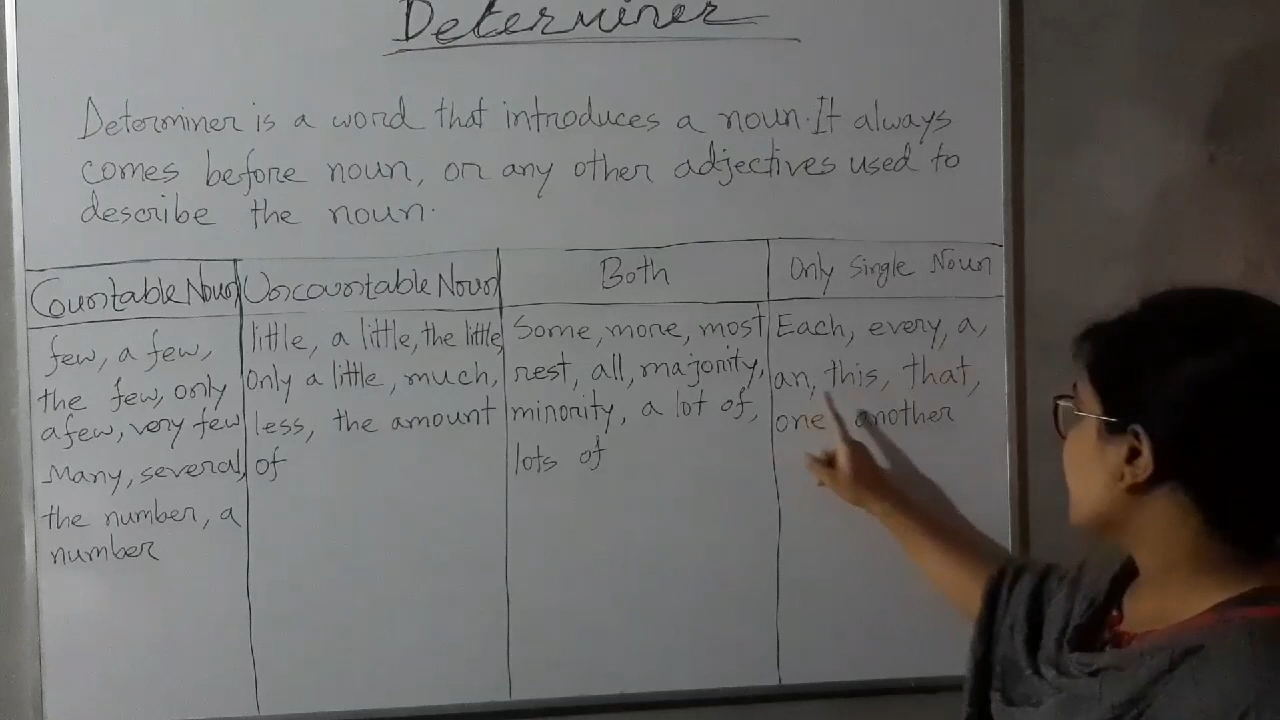 Determiner
Determiner is a word that introduces a noun. It always
comes before noun, or any other adjectives used to
describe the noun.
Countable Noun
few, a few,
the few, only
a few, very few
Many, several,
the number, a
number
Uncountable Noun
little, a little, the little,
Only a little, much,
less, the amount
of
Both
Some, more, most
rest, all, majority,
minority, a lot of,
lots of
Only Single Noun
Each, every, a,
an, this, that,
one another